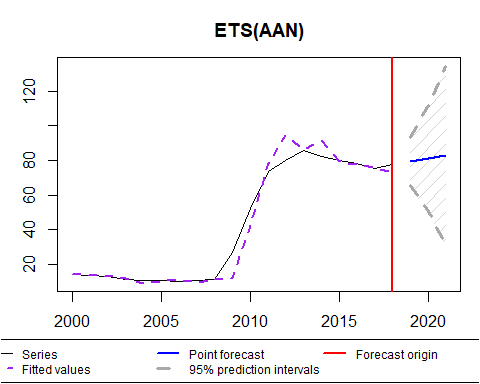 ETS(AAN)
120
80
60
40
20
2000 2005 2010 2015 2020
Series Point forecast Forecast origin
Fitted values 95% prediction intervals